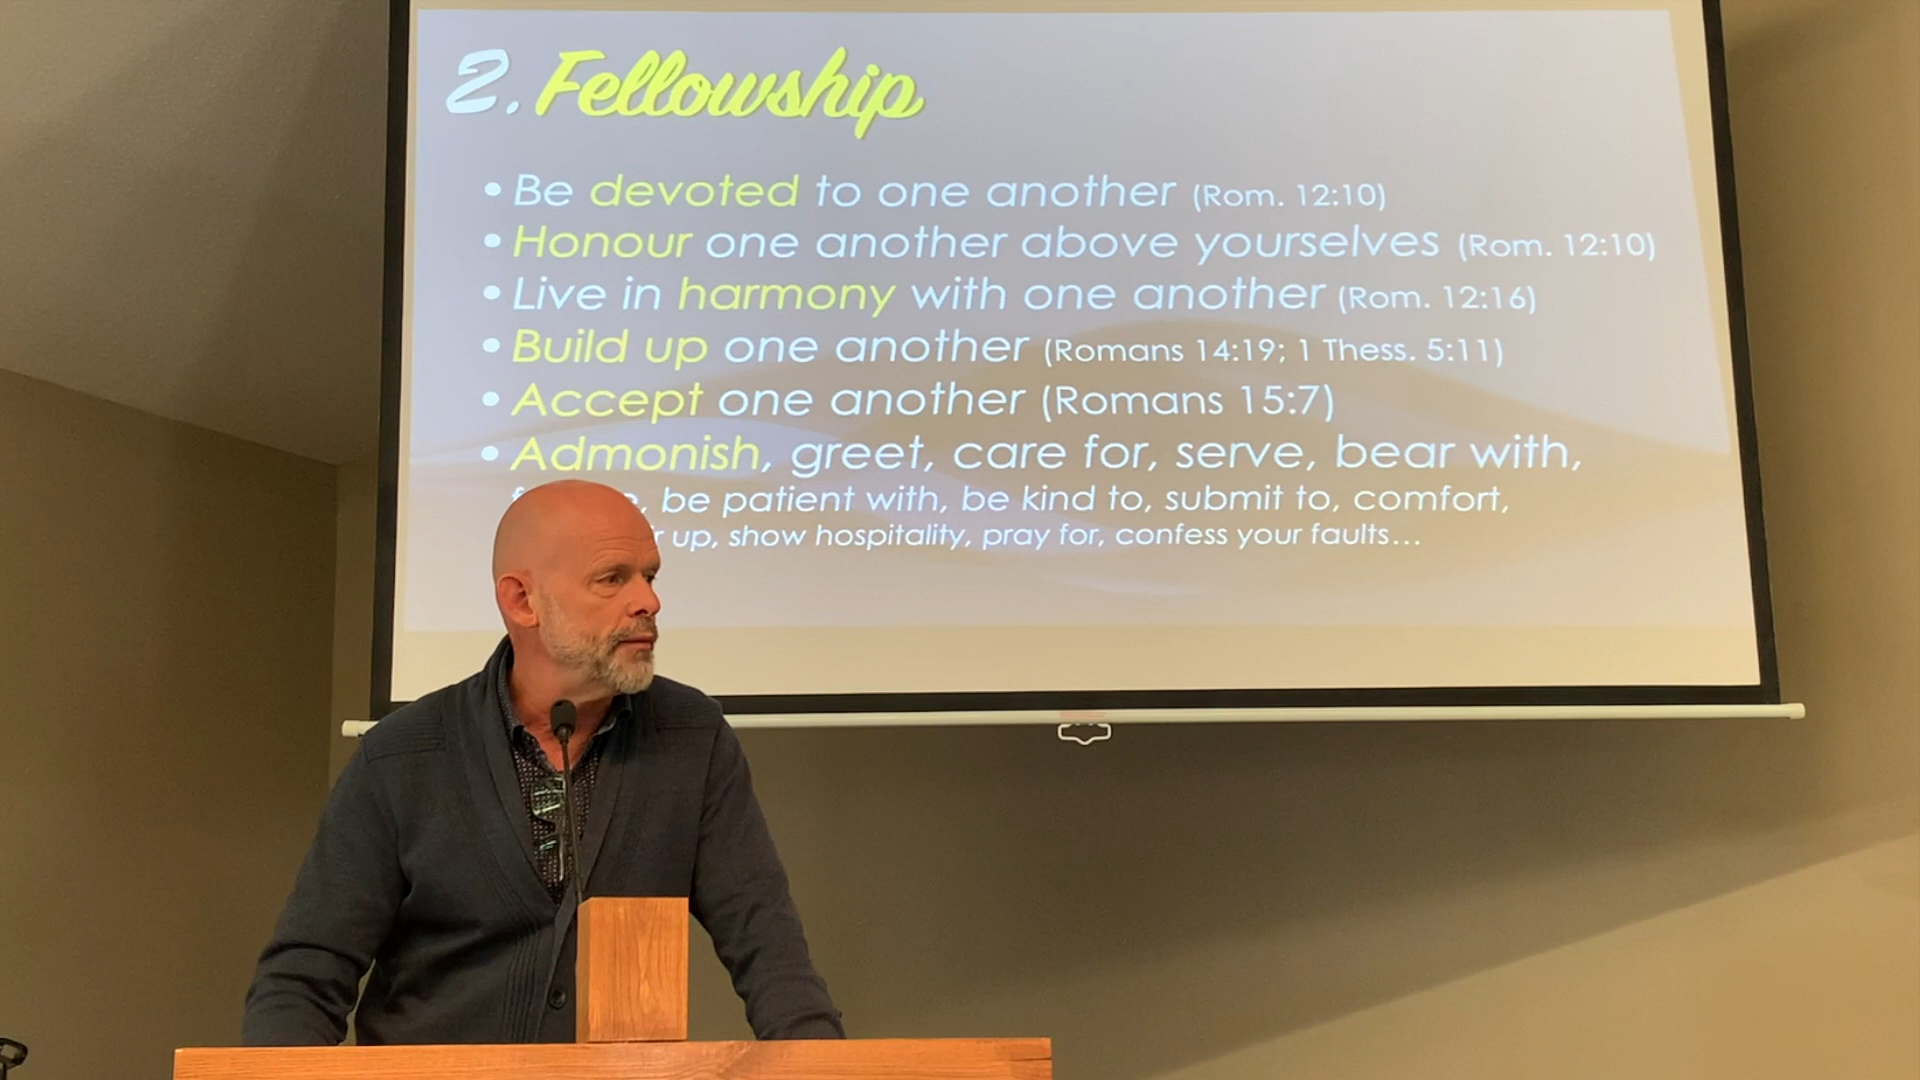 2. Fellowship
• Be devoted to one another (Rom. 12:10)
• Honour one another above yourselves (Rom. 12:10)
• Live in harmony with one another (Rom. 12:16)
• Build up one another (Romans 14:19; 1 Thess. 5:11)
• Accept one another (Romans 15:7)
• Admonish, greet, care for, serve, bear with,
be patient with, be kind to, submit to, comfort,
up, show hospitality, pray for, confess your faults...